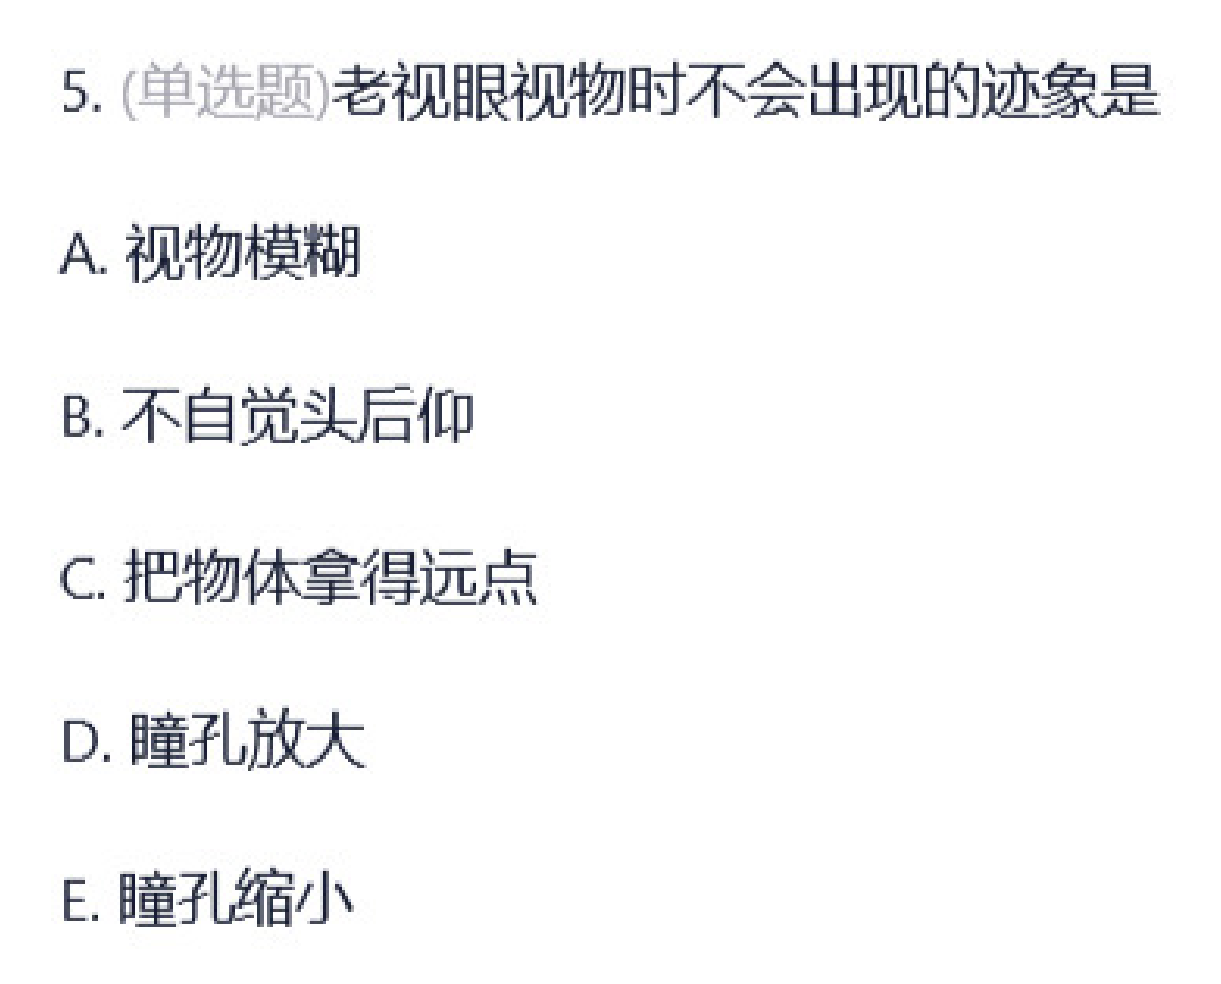 5. (单选题)老视眼视物时不会出现的迹象是
A. 视物模糊
B. 不自觉头后仰
C. 把物体拿得远点
D. 瞳孔放大
E. 瞳孔缩小